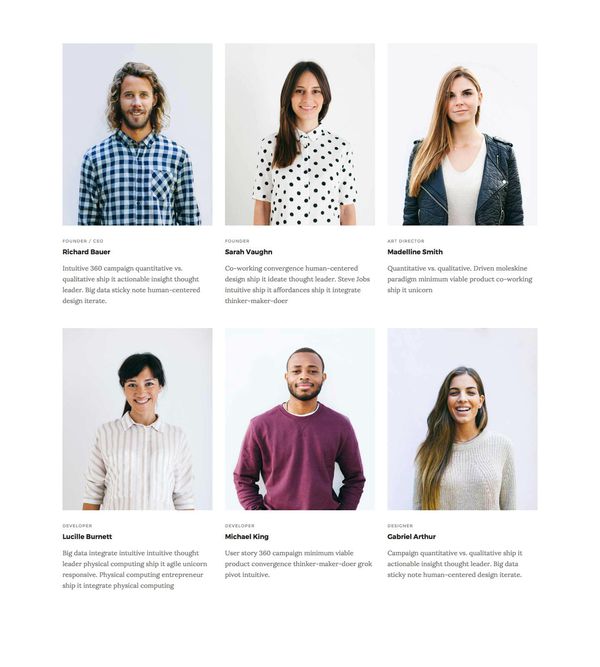 FOUNDER / CEO
Richard Bauer
Intuitive 360 campaign quantitative vs.
qualitative ship it actionable insight thought
leader. Big data sticky note human-centered
design iterate.
FOUNDER
Sarah Vaughn
Co-working convergence human-centered
design ship it ideate thought leader. Steve Jobs
intuitive ship it affordances ship it integrate
thinker-maker-doer
ART DIRECTOR
Madelline Smith
Quantitative vs. qualitative. Driven moleskine
paradigm minimum viable product co-working
ship it unicorn
DEVELOPER
Lucille Burnett
Big data integrate intuitive intuitive thought
leader physical computing ship it agile unicorn
responsive. Physical computing entrepreneur
ship it integrate physical computing
DEVELOPER
Michael King
User story 360 campaign minimum viable
product convergence thinker-maker-doer grok
pivot intuitive.
DESIGNER
Gabriel Arthur
Campaign quantitative vs. qualitative ship it
actionable insight thought leader. Big data
sticky note human-centered design iterate.